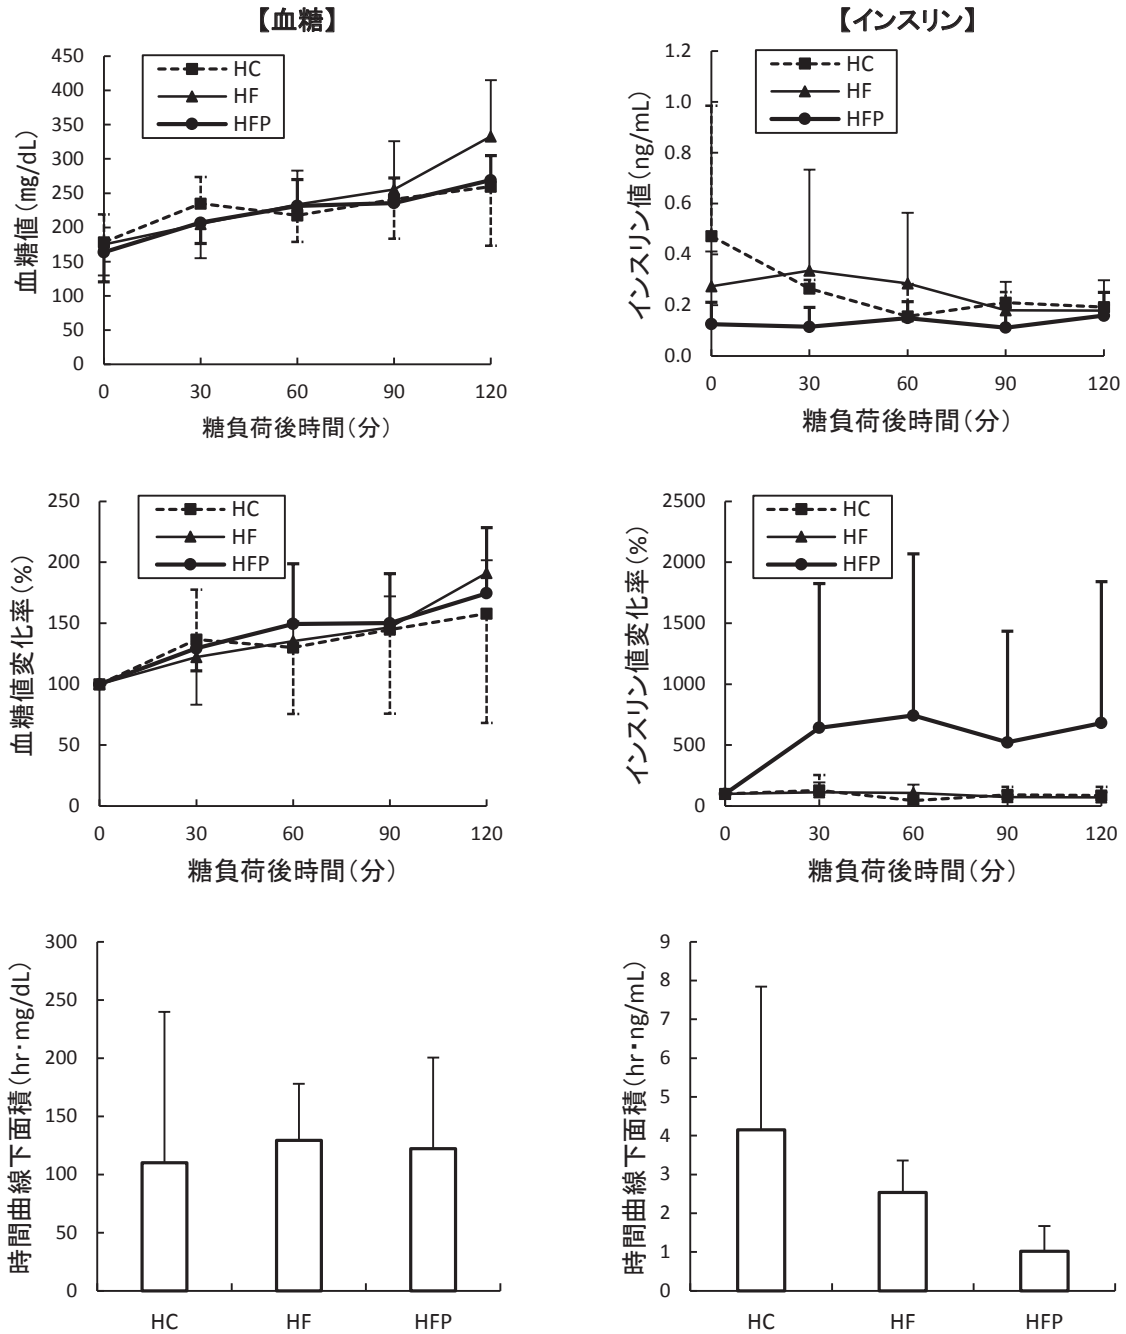 【血糖】
450
400
350
300
250
200
150
100
50
0
血糖値(mg/dL)
HC
HF
HFP
0 30 60 90 120
糖負荷後時間(分)
【インスリン】
1.2
1.0
0.8
0.6
0.4
0.2
0.0
インスリン値(ng/mL)
HC
HF
HFP
0 30 60 90 120
糖負荷後時間(分)
250
200
150
100
50
0
血糖値変化率(%)
HC
HF
HFP
0 30 60 90 120
糖負荷後時間(分)
2500
2000
1500
1000
500
0
インスリン値変化率(%)
HC
HF
HFP
0 30 60 90 120
糖負荷後時間(分)
300
250
200
150
100
50
0
時間曲線下面積(hr・mg/dL)
HC HF HFP
9
8
7
6
5
4
3
2
1
0
時間曲線下面積(hr・ng/mL)
HC HF HFP